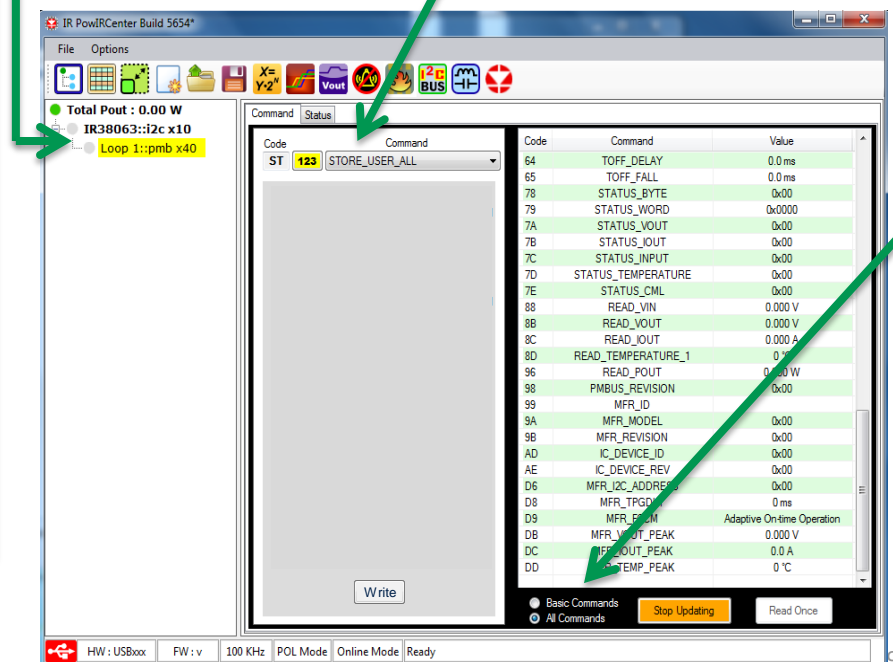 IR PowIRCenter Build 5654*
File Options
X=
Y·2ⁿ
Vout
I²C
BUS
Total Pout : 0.00 W
IR38063::i2c x10
Loop 1::pmb x40
Command Status
Code Command
ST 123 STORE_USER_ALL
Write
Code Command Value
64 TOFF_DELAY 0.0 ms
65 TOFF_FALL 0.0 ms
78 STATUS_BYTE 0x00
79 STATUS_WORD 0x0000
7A STATUS_VOUT 0x00
7B STATUS_IOUT 0x00
7C STATUS_INPUT 0x00
7D STATUS_TEMPERATURE 0x00
7E STATUS_CML 0x00
88 READ_VIN 0.000 V
8B READ_VOUT 0.000 V
8C READ_IOUT 0.000 A
8D READ_TEMPERATURE_1 0
96 READ_POUT W
98 PMBUS_REVISION 0x00
99 MFR_ID
9A MFR_MODEL 0x00
9B MFR_REVISION 0x00
AD IC_DEVICE_ID 0x00
AE IC_DEVICE_REV 0x00
D6 MFR_I2C_ADDRESS 0x00
D8 0 ms
D9 Adaptive On-time Operation
DB MFR_VOUT_PEAK 0.000 V
DC MFR_IOUT_PEAK 0.0 A
DD TEMP_PEAK 0 °C
Basic Commands
All Commands
Stop Updating
Read Once
HW : USBxxx FW : v 100 KHz POL Mode Online Mode Ready